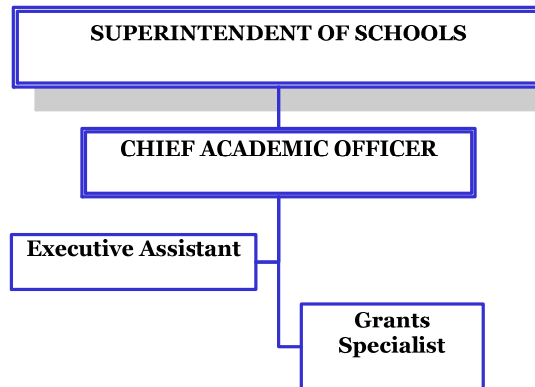 SUPERINTENDENT OF SCHOOLS
CHIEF ACADEMIC OFFICER
Executive Assistant
Grants
Specialist